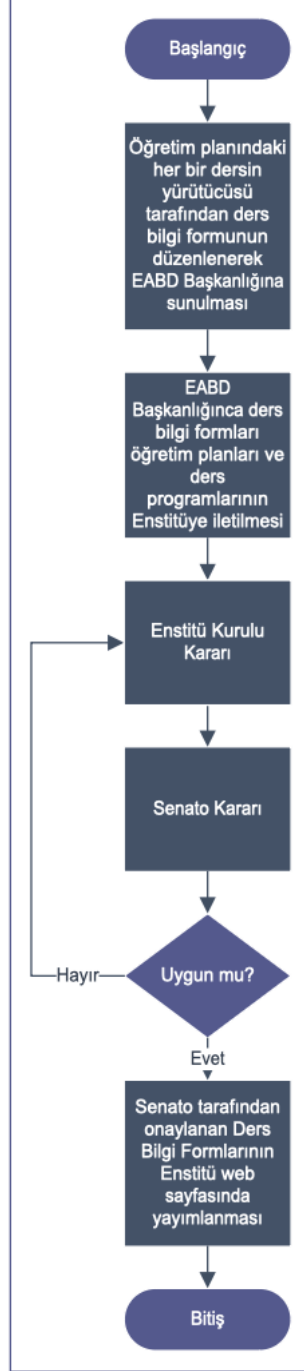 Başlangıç
Öğretim planındaki
her bir dersin
yürütücüsü
tarafından ders
bilgi formunun
düzenlenerek
EABD Başkanlığına
sunulması
EABD
Başkanlığınca ders
bilgi formları
öğretim planları ve
ders
programlarının
Enstitüye iletilmesi
Enstitü Kurulu
Kararı
Senato Kararı
Uygun mu?
Hayır
Evet
Senato tarafından
onaylanan Ders
Bilgi Formlarının
Enstitü web
sayfasında
yayımlanması
Bitiş